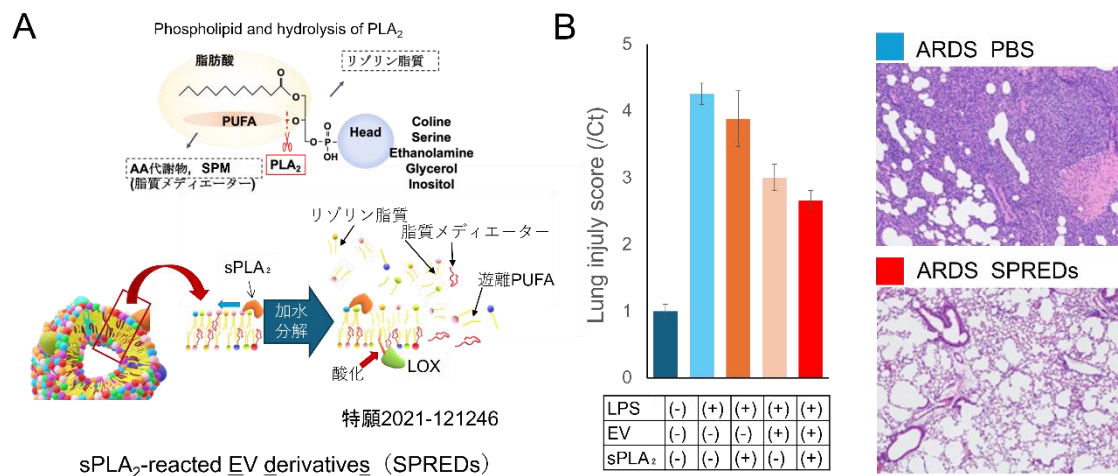 A
Phospholipid and hydrolysis of PLA₂
脂肪酸
リゾリン脂質
O
O
PUFA
O
O
O
P
O
OH
Head
Coline
Serine
Ethanolamine
Glycerol
Inositol
PLA₂
AA代謝物, SPM
(脂質メディエーター)
リゾリン脂質
脂質メディエーター
sPLA₂
遊離PUFA
加水
分解
酸化
LOX
特願2021-121246
sPLA₂-reacted EV derivatives（SPREDs）
B
Lung injuly score (/Ct)
5
4
3
2
1
0
LPS (-) (+) (+) (+) (+)
EV (-) (-) (-) (+) (+)
sPLA₂ (-) (-) (+) (-) (+)
ARDS PBS
ARDS SPREDs